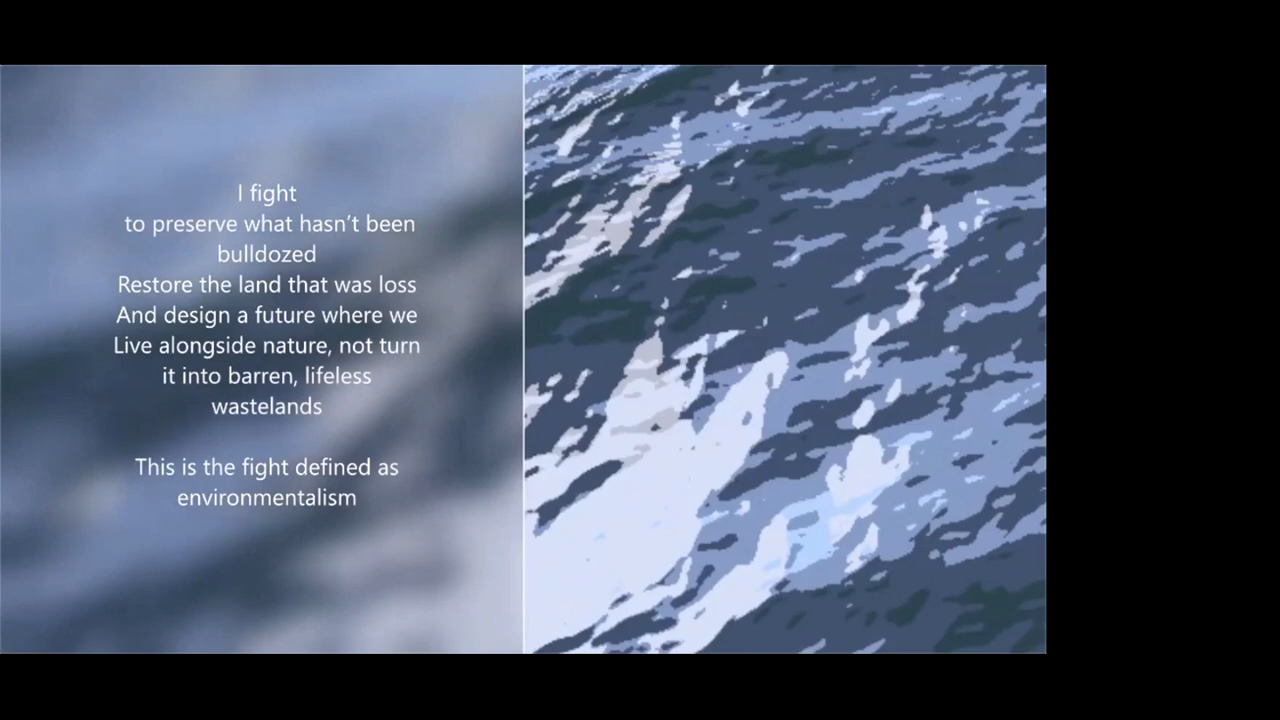 I fight
to preserve what hasn’t been
bulldozed
Restore the land that was loss
And design a future where we
Live alongside nature, not turn
it into barren, lifeless
wastelands
This is the fight defined as
environmentalism